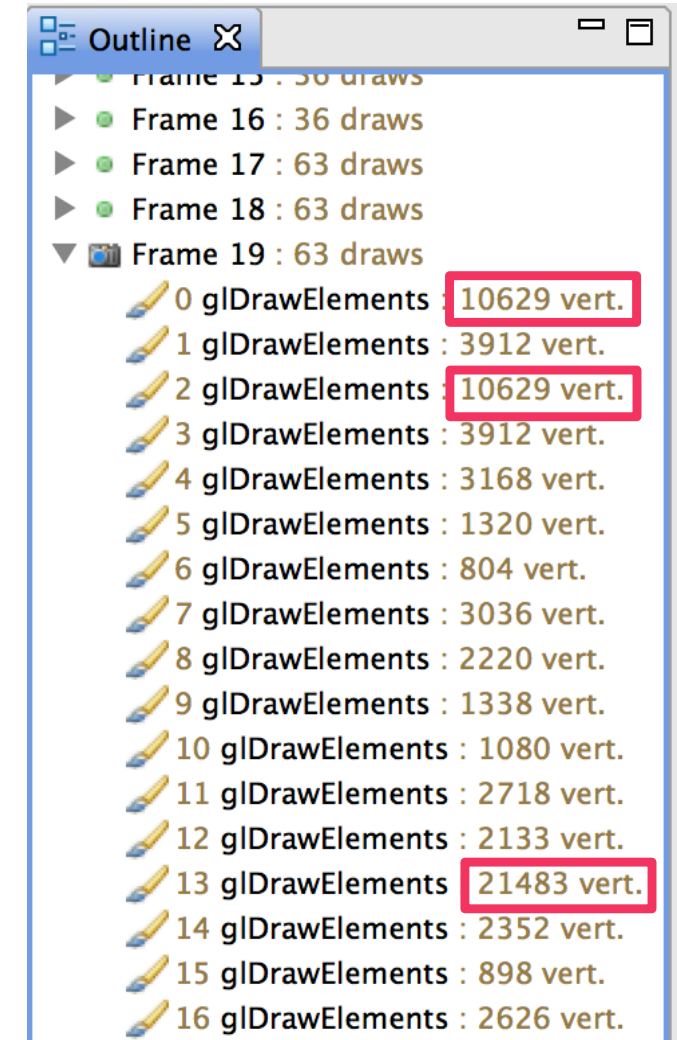 Outline
Frame 15 : 36 draws
Frame 16 : 36 draws
Frame 17 : 63 draws
Frame 18 : 63 draws
Frame 19 : 63 draws
0 glDrawElements : 10629 vert.
1 glDrawElements : 3912 vert.
2 glDrawElements : 10629 vert.
3 glDrawElements : 3912 vert.
4 glDrawElements : 3168 vert.
5 glDrawElements : 1320 vert.
6 glDrawElements : 804 vert.
7 glDrawElements : 3036 vert.
8 glDrawElements : 2220 vert.
9 glDrawElements : 1338 vert.
10 glDrawElements : 1080 vert.
11 glDrawElements : 2718 vert.
12 glDrawElements : 2133 vert.
13 glDrawElements 21483 vert.
14 glDrawElements : 2352 vert.
15 glDrawElements : 898 vert.
16 glDrawElements : 2626 vert.